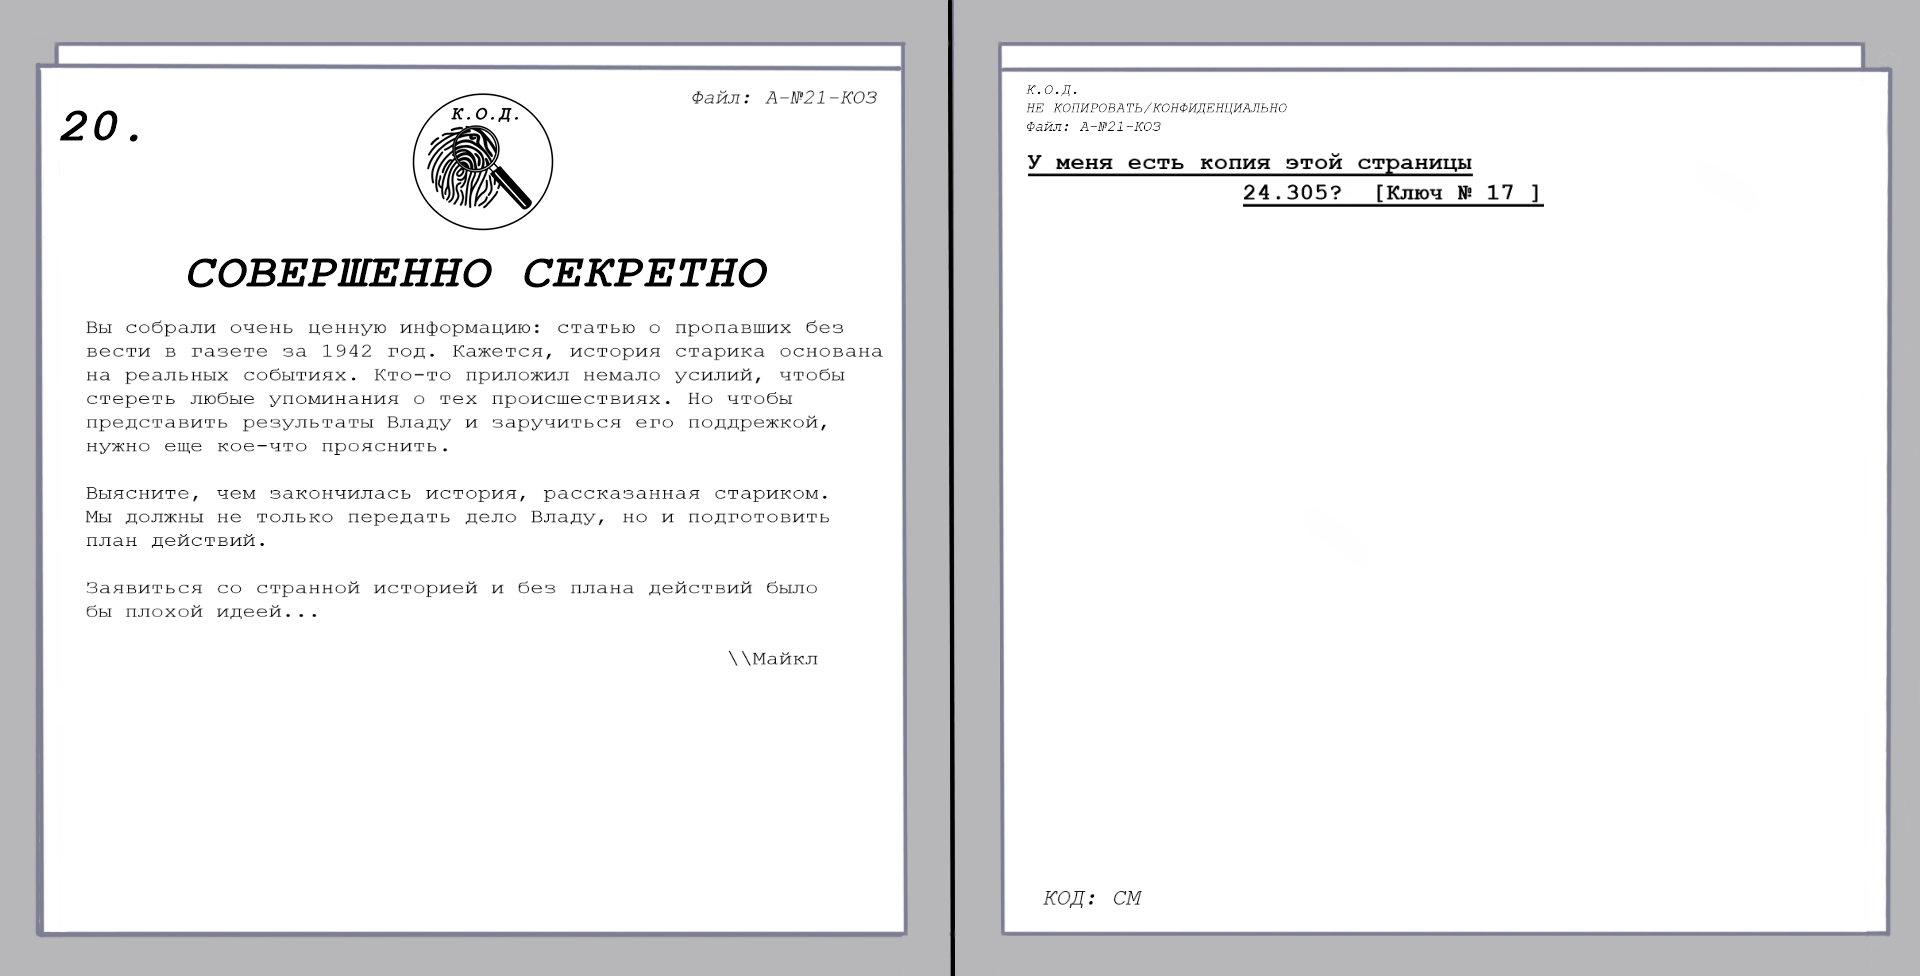 20.
К.О.Д.
Файл: А-№21-КОЗ
СОВЕРШЕННО СЕКРЕТНО
Вы собрали очень ценную информацию: статью о пропавших без
вести в газете за 1942 год. Кажется, история старика основана
на реальных событиях. Кто-то приложил немало усилий, чтобы
стереть любые упоминания о тех происшествиях. Но чтобы
представить результаты Владу и заручиться его поддрежкой,
нужно еще кое-что прояснить.
Выясните, чем закончилась история, рассказанная стариком.
Мы должны не только передать дело Владу, но и подготовить
план действий.
Заявиться со странной историей и без плана действий было
бы плохой идеей...
\\Майкл
К.О.Д.
НЕ КОПИРОВАТЬ/КОНФИДЕНЦИАЛЬНО
Файл: А-№21-КОЗ
У меня есть копия этой страницы
24.305? [Ключ № 17 ]
КОД: СМ